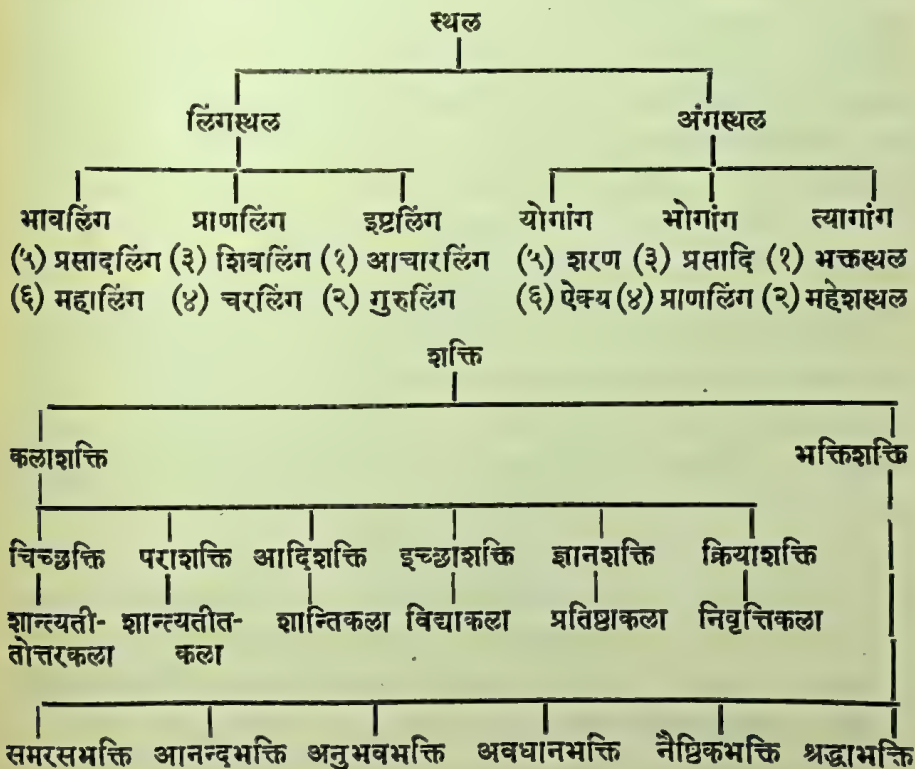 स्थल
लिंगस्थल अंगस्थल
भावलिंग प्राणलिंग इष्टलिंग योगांग भोगांग त्यागांग
(५) प्रसादलिंग (३) शिवलिंग (१) आचारलिंग (५) शरण (३) प्रसादि (१) भक्तस्थल
(६) महालिंग (४) चरलिंग (२) गुरुलिंग (६) ऐक्य (४) प्राणलिंग (२) महेशस्थल
शक्ति
कलाशक्ति भक्तिशक्ति
चिच्छक्ति पराशक्ति आदिशक्ति इच्छाशक्ति ज्ञानशक्ति क्रियाशक्ति
शान्त्यती- शान्त्यतीत- शान्तिकला विद्याकला प्रतिष्ठाकला निवृत्तिकला
तोत्तरकला कला
समरसभक्ति आनन्दभक्ति अनुभवभक्ति अवधानभक्ति नैष्ठिकभक्ति श्रद्धाभक्ति